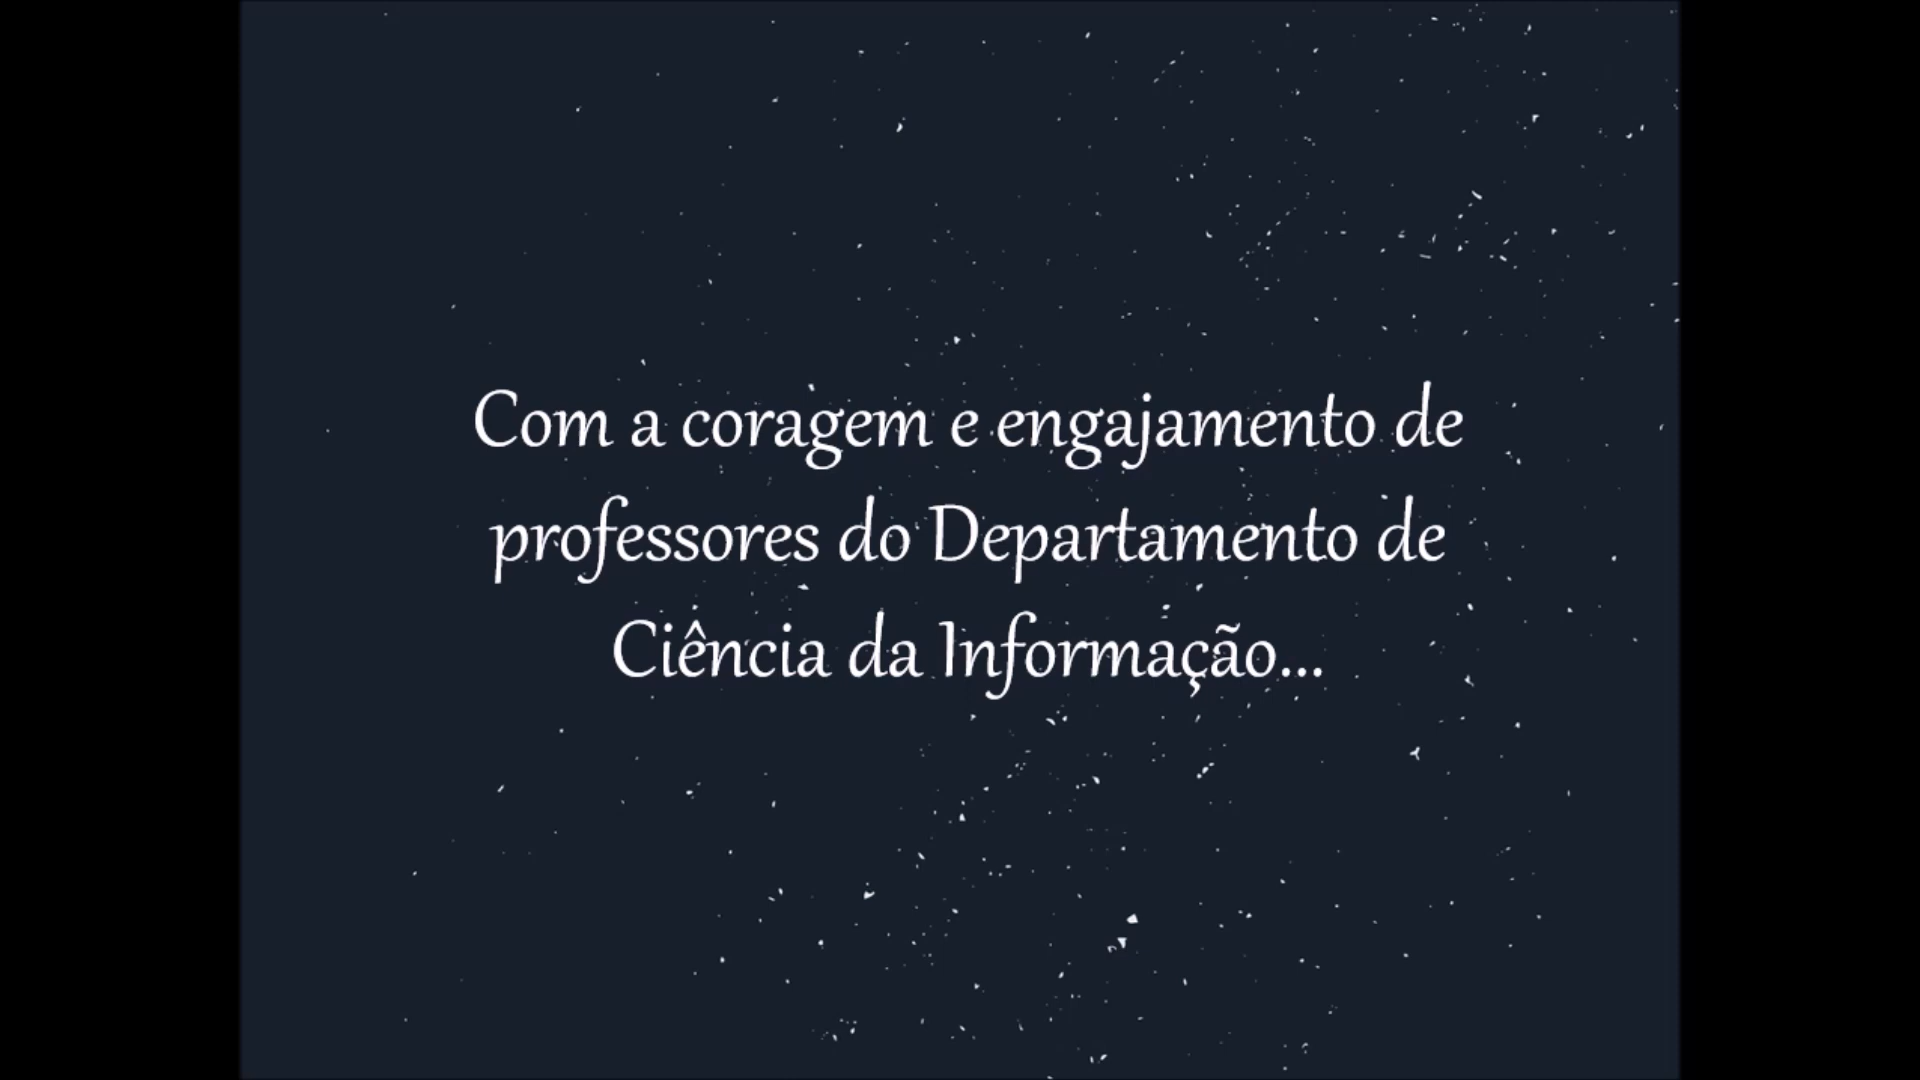 Com a coragem e engajamento de
professores do Departamento de
Ciência da Informação...